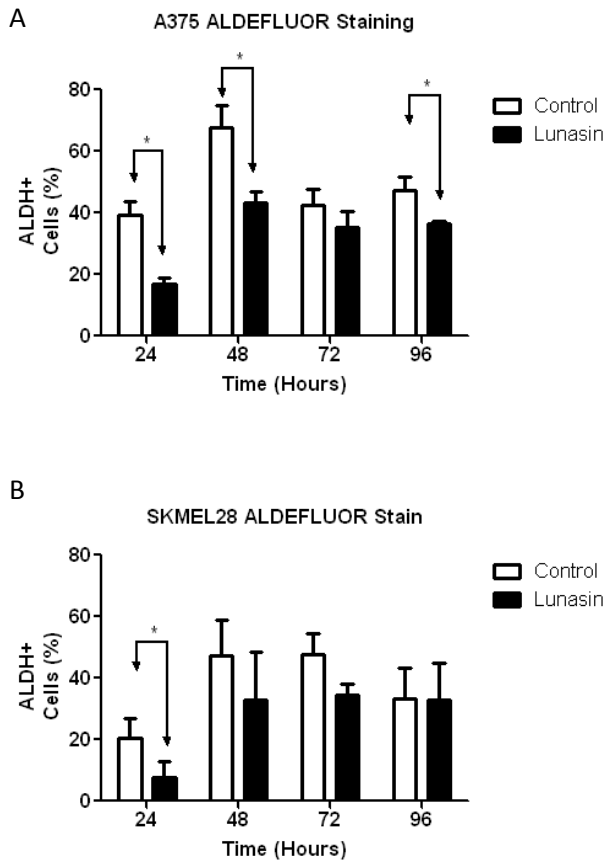 A
A375 ALDEFLUOR Staining
80
60
40
20
0
ALDH+
Cells (%)
*
*
*
Control
Lunasin
24 48 72 96
Time (Hours)
B
SKMEL28 ALDEFLUOR Stain
80
60
40
20
0
ALDH+
Cells (%)
*
Control
Lunasin
24 48 72 96
Time (Hours)